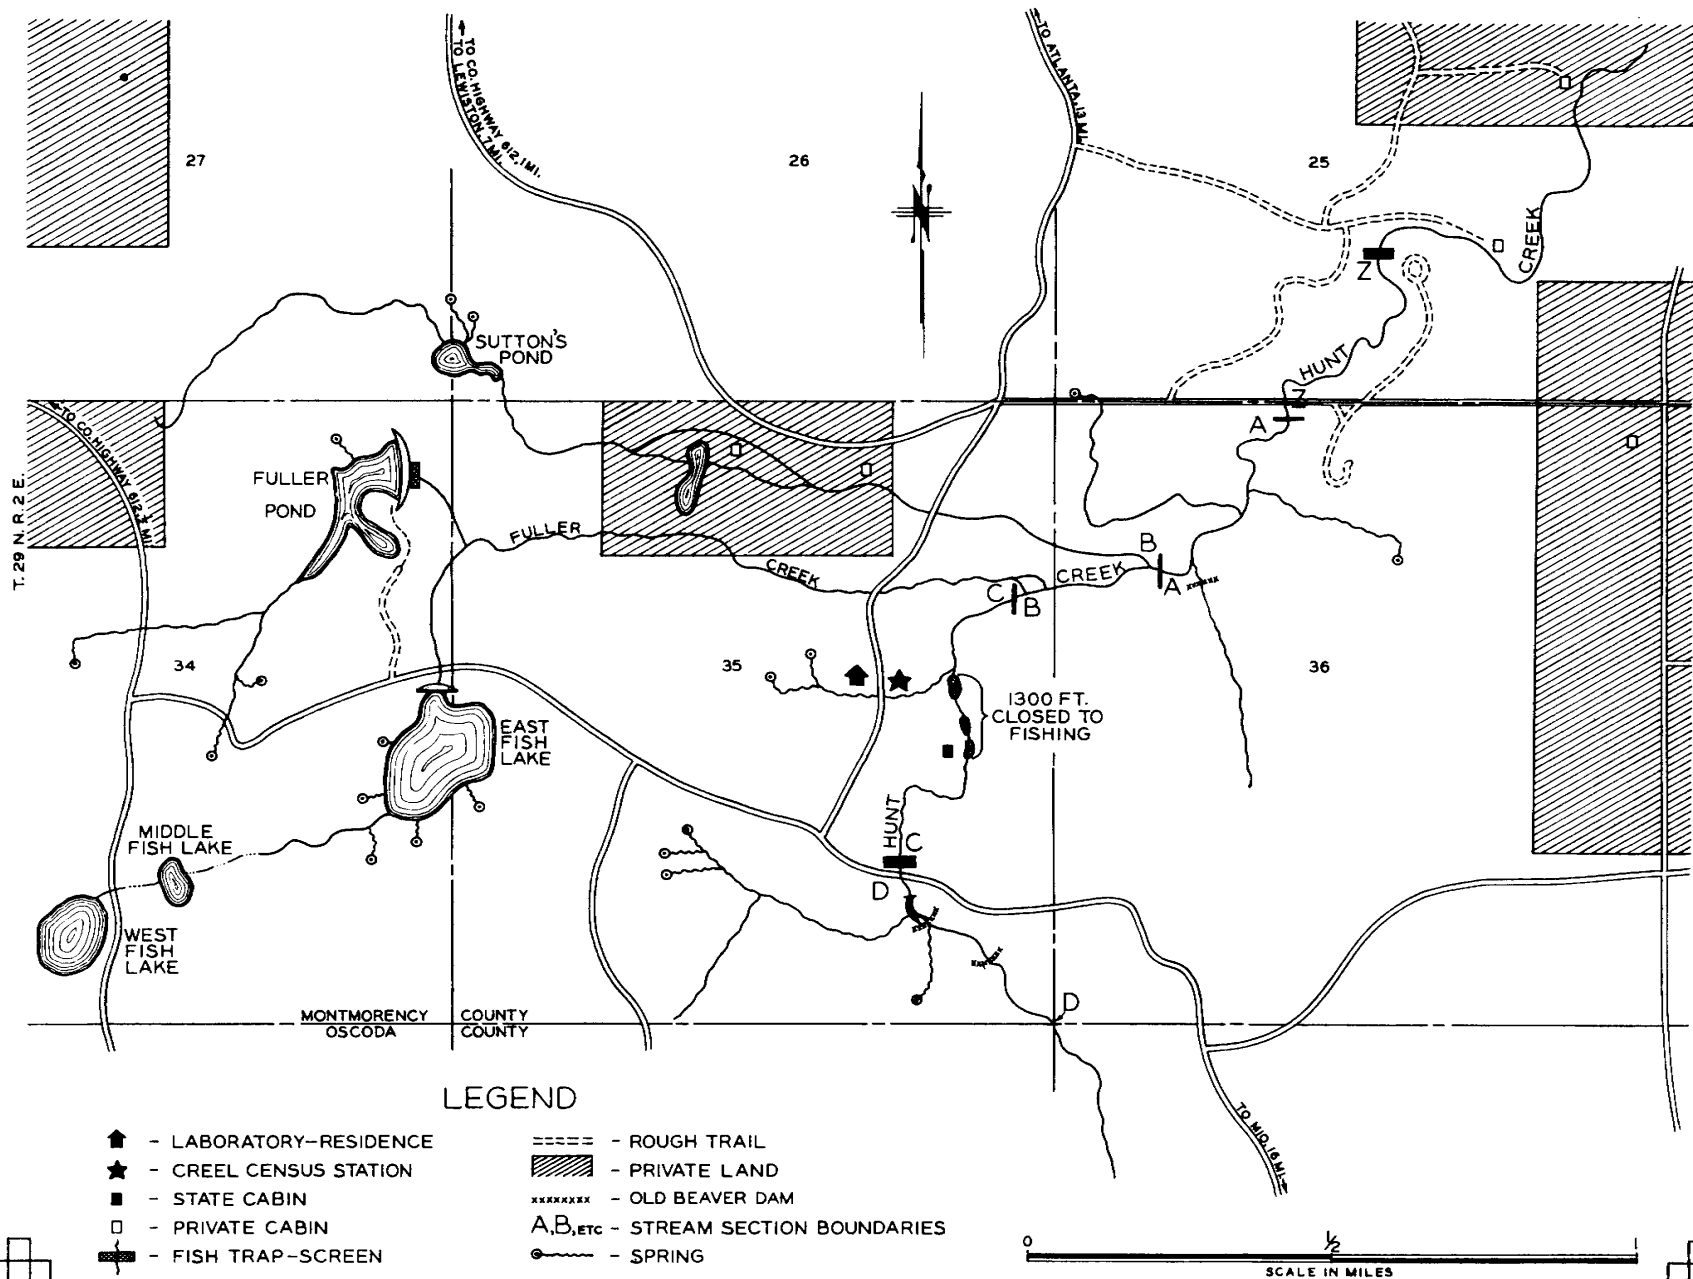 TO CO. HIGHWAY 612, 1 MI.
TO LEWISTON, 7 MI.
TO ATLANTA, 13 MI.
27
26
25
CREEK
Z
SUTTON'S
POND
HUNT
Z
A
TO CO. HIGHWAY 612, 2 MI.
T. 29 N. R. 2 E.
FULLER
POND
FULLER
CREEK
B
CREEK
A
C
B
34
35
36
1300 FT.
CLOSED TO
FISHING
EAST
FISH
LAKE
HUNT
C
D
MIDDLE
FISH LAKE
WEST
FISH
LAKE
D
MONTMORENCY COUNTY
OSCODA COUNTY
TO MIO, 16 MI.
LEGEND
- LABORATORY-RESIDENCE
- CREEL CENSUS STATION
- STATE CABIN
- PRIVATE CABIN
- FISH TRAP-SCREEN
- ROUGH TRAIL
- PRIVATE LAND
xxxxxxxx - OLD BEAVER DAM
A,B,ETC - STREAM SECTION BOUNDARIES
- SPRING
0 1/2 1
SCALE IN MILES